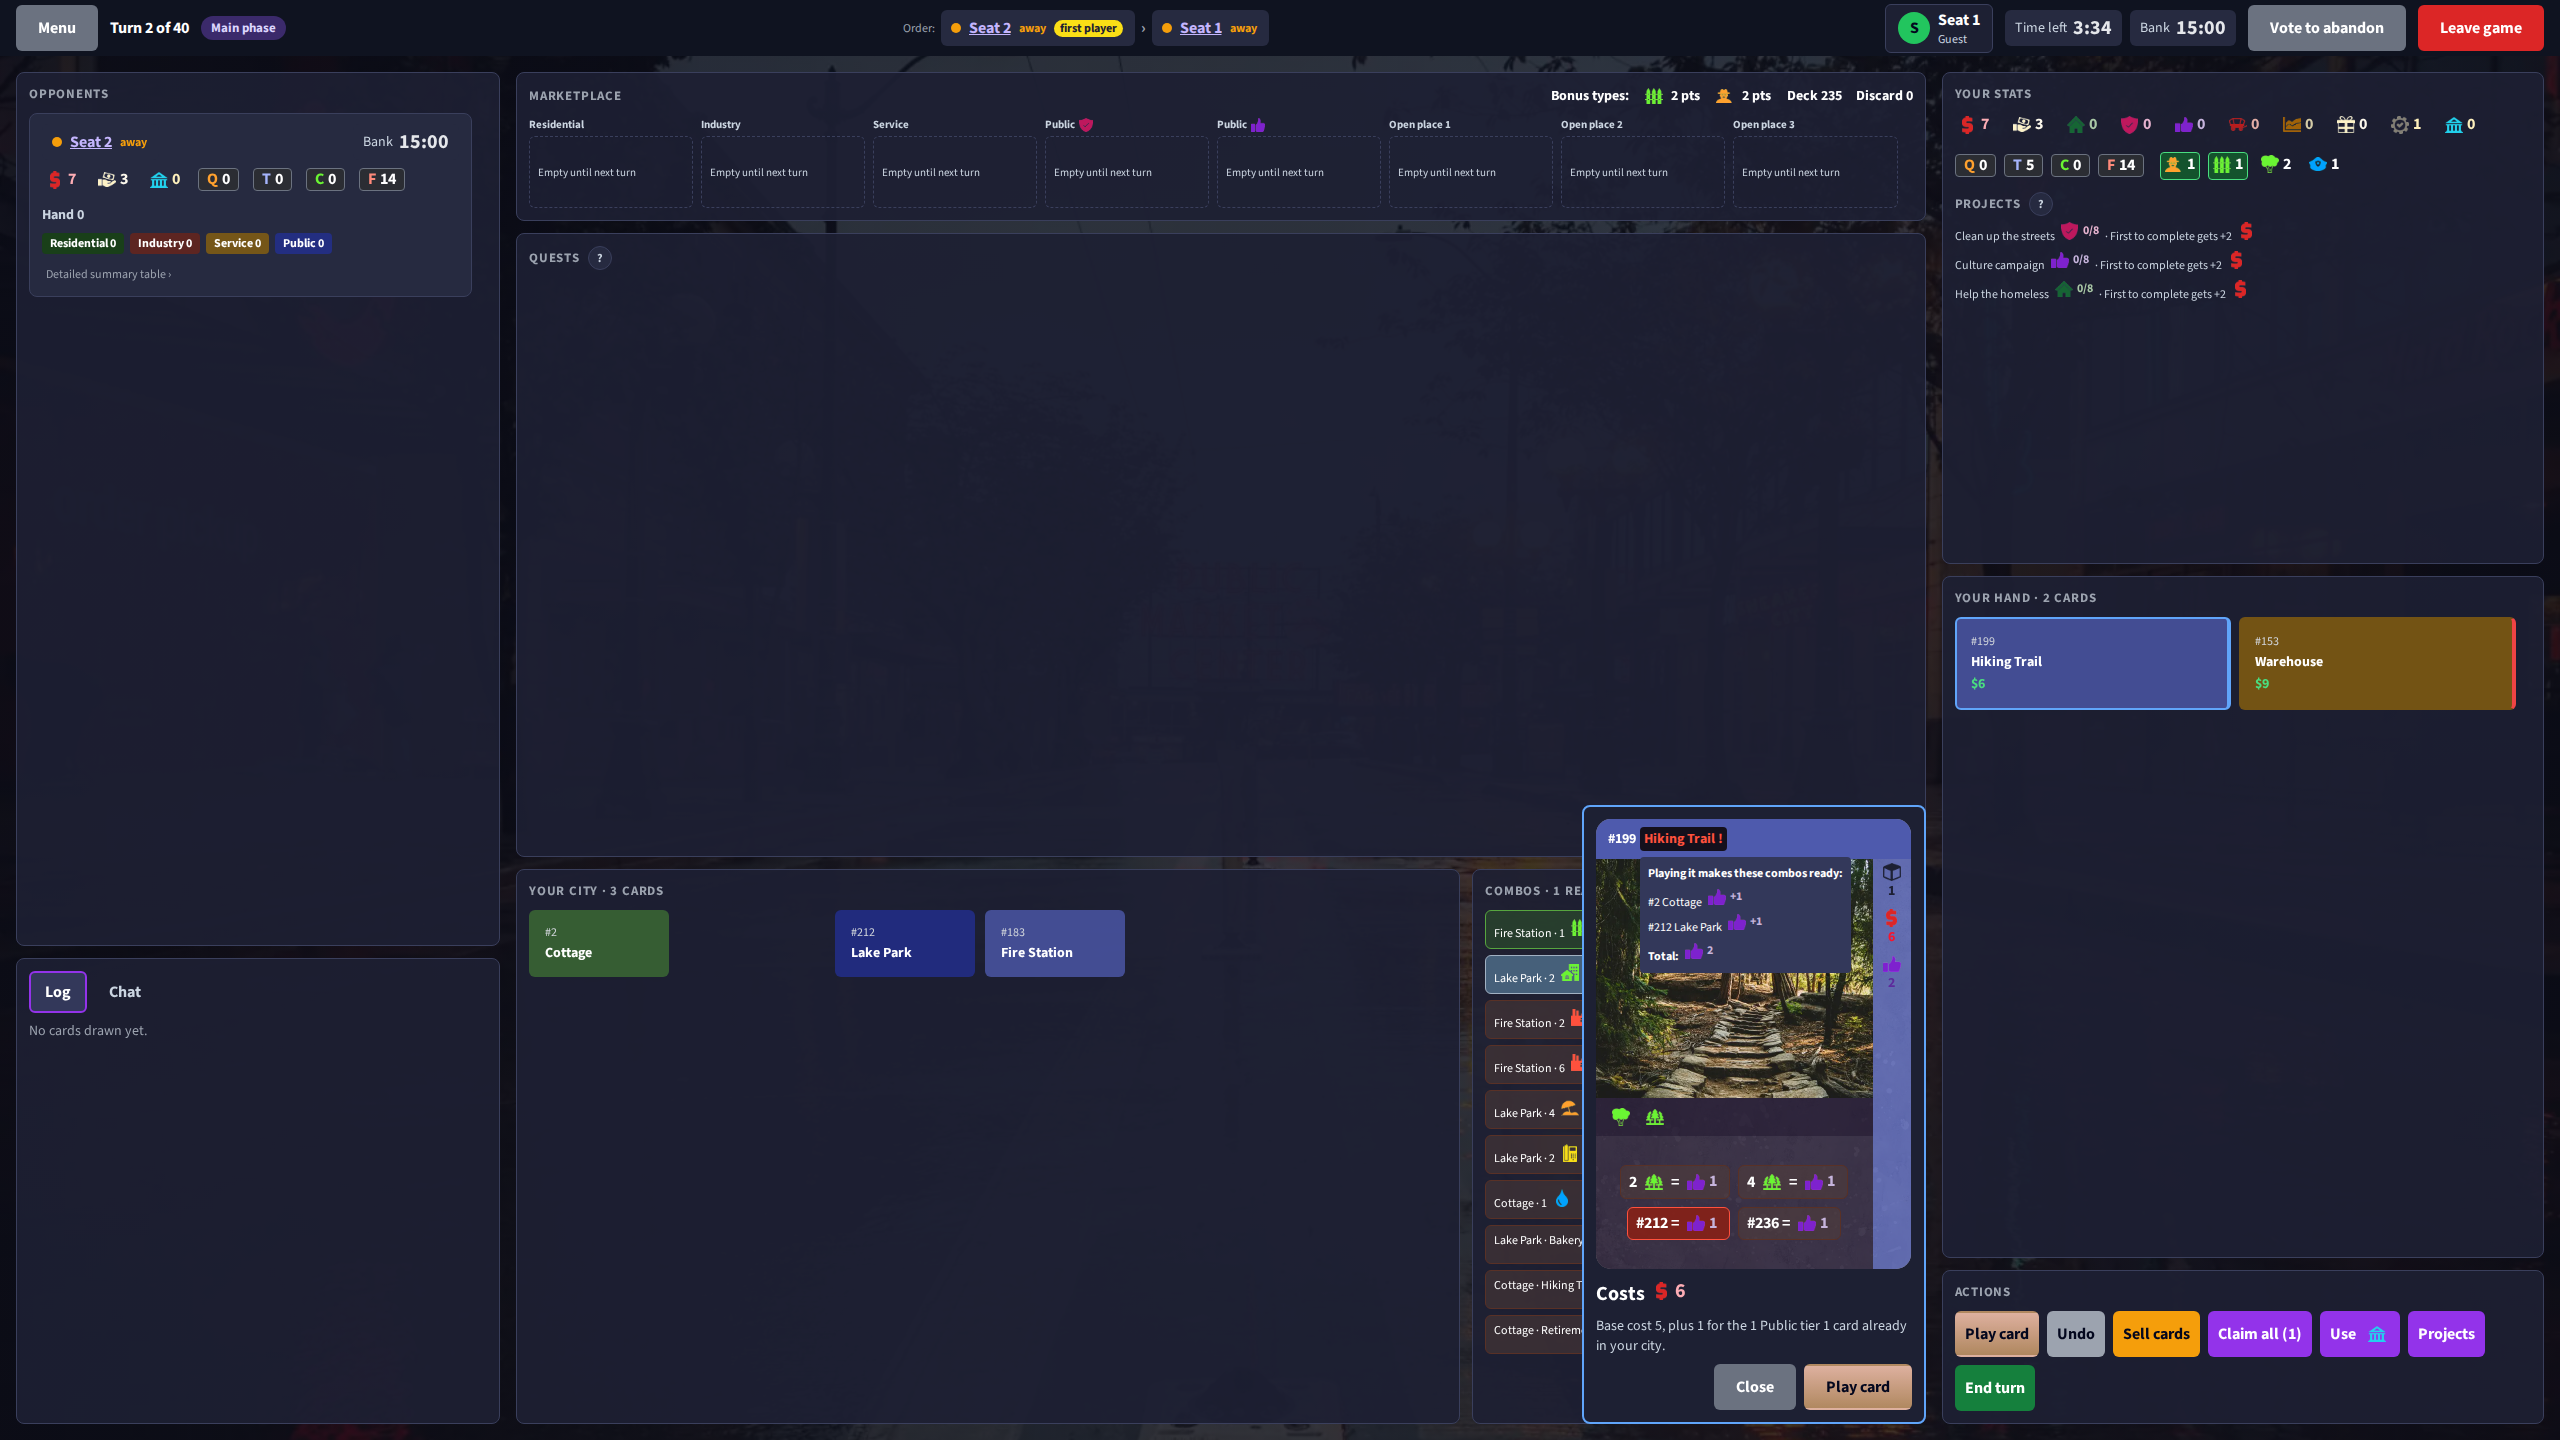 Menu
Turn 2 of 40
Main phase
Order:
Seat 2 away first player
›
Seat 1 away
S
Seat 1
Guest
Time left 3:34
Bank 15:00
Vote to abandon
Leave game
OPPONENTS
Seat 2 away
Bank 15:00
7 3 0 Q 0 T 0 C 0 F 14
Hand 0
Residential 0 Industry 0 Service 0 Public 0
Detailed summary table ›
Log
Chat
No cards drawn yet.
MARKETPLACE
Bonus types: 2 pts 2 pts Deck 235 Discard 0
Residential Industry Service Public Public Open place 1 Open place 2 Open place 3
Empty until next turn Empty until next turn Empty until next turn Empty until next turn Empty until next turn Empty until next turn Empty until next turn Empty until next turn
QUESTS ?
YOUR CITY · 3 CARDS
#2
Cottage
#212
Lake Park
#183
Fire Station
COMBOS · 1 RE
Fire Station · 1
Lake Park · 2
Fire Station · 2
Fire Station · 6
Lake Park · 4
Lake Park · 2
Cottage · 1
Lake Park · Bakery
Cottage · Hiking T
Cottage · Retirem
#199 Hiking Trail !
Playing it makes these combos ready:
#2 Cottage +1
#212 Lake Park +1
Total: 2
1
6
2
2 = 1
4 = 1
#212 = 1
#236 = 1
Costs $ 6
Base cost 5, plus 1 for the 1 Public tier 1 card already
in your city.
Close
Play card
YOUR STATS
7 3 0 0 0 0 0 0 1 0
Q 0 T 5 C 0 F 14 1 1 2 1
PROJECTS ?
Clean up the streets 0/8 · First to complete gets +2 $
Culture campaign 0/8 · First to complete gets +2 $
Help the homeless 0/8 · First to complete gets +2 $
YOUR HAND · 2 CARDS
#199
Hiking Trail
$6
#153
Warehouse
$9
ACTIONS
Play card
Undo
Sell cards
Claim all (1)
Use
Projects
End turn